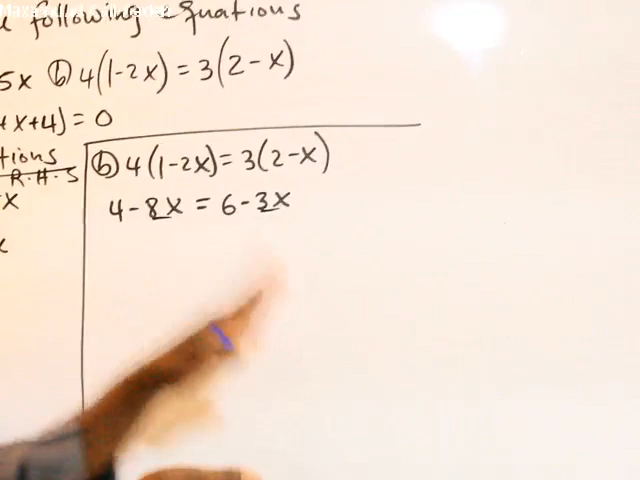 following Equations
5x (b) 4(1-2x) = 3(2-x)
+x+4) = 0
tions
R.H.S
x
(b) 4(1-2x) = 3(2-x)
4-8x = 6-3x